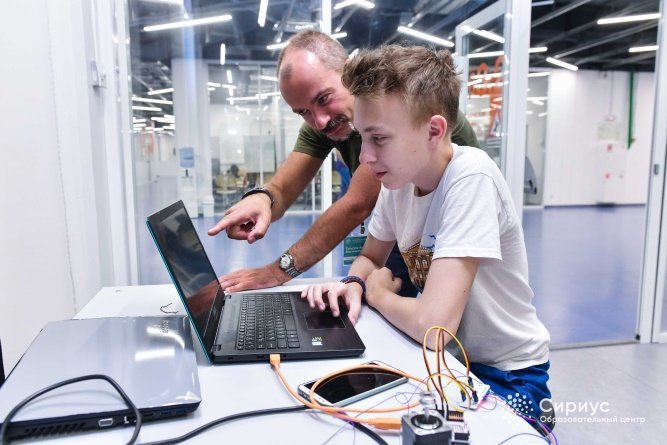 Сириус
Образовательный центр